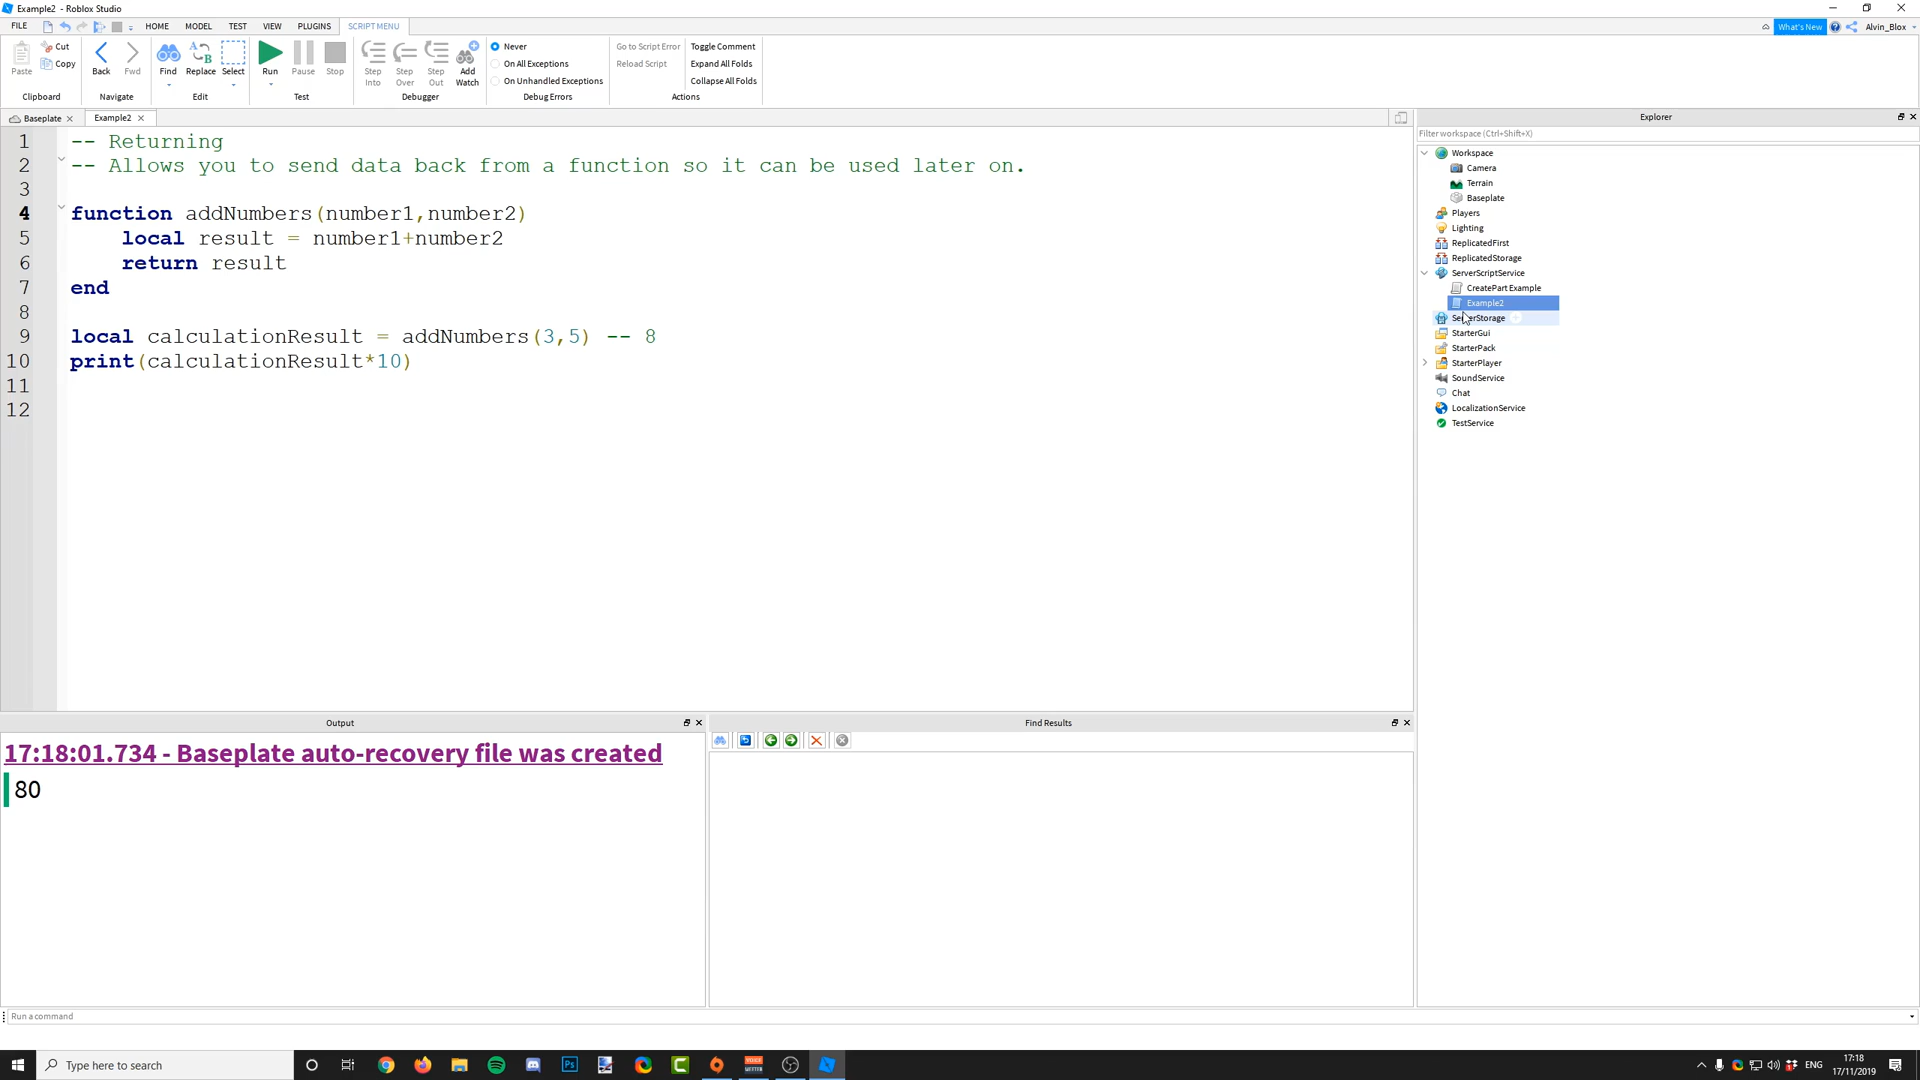 Example2 - Roblox Studio
FILE HOME MODEL TEST VIEW PLUGINS SCRIPT MENU What's New Alvin_Blox
Paste Cut Copy Back Fwd Find Replace Select Run Pause Stop Step Into Step Over Step Out Add Watch
Never
On All Exceptions
On Unhandled Exceptions
Go to Script Error
Reload Script
Toggle Comment
Expand All Folds
Collapse All Folds
Clipboard Navigate Edit Test Debugger Debug Errors Actions
Baseplate Example2
1 -- Returning
2 -- Allows you to send data back from a function so it can be used later on.
3
4 function addNumbers(number1,number2)
5 local result = number1+number2
6 return result
7 end
8
9 local calculationResult = addNumbers(3,5) -- 8
10 print(calculationResult*10)
11
12
Explorer
Filter workspace (Ctrl+Shift+X)
Workspace
Camera
Terrain
Baseplate
Players
Lighting
ReplicatedFirst
ReplicatedStorage
ServerScriptService
CreatePart Example
Example2
ServerStorage
StarterGui
StarterPack
StarterPlayer
SoundService
Chat
LocalizationService
TestService
Output
17:18:01.734 - Baseplate auto-recovery file was created
80
Find Results
Run a command
Type here to search
ENG
17:18
17/11/2019